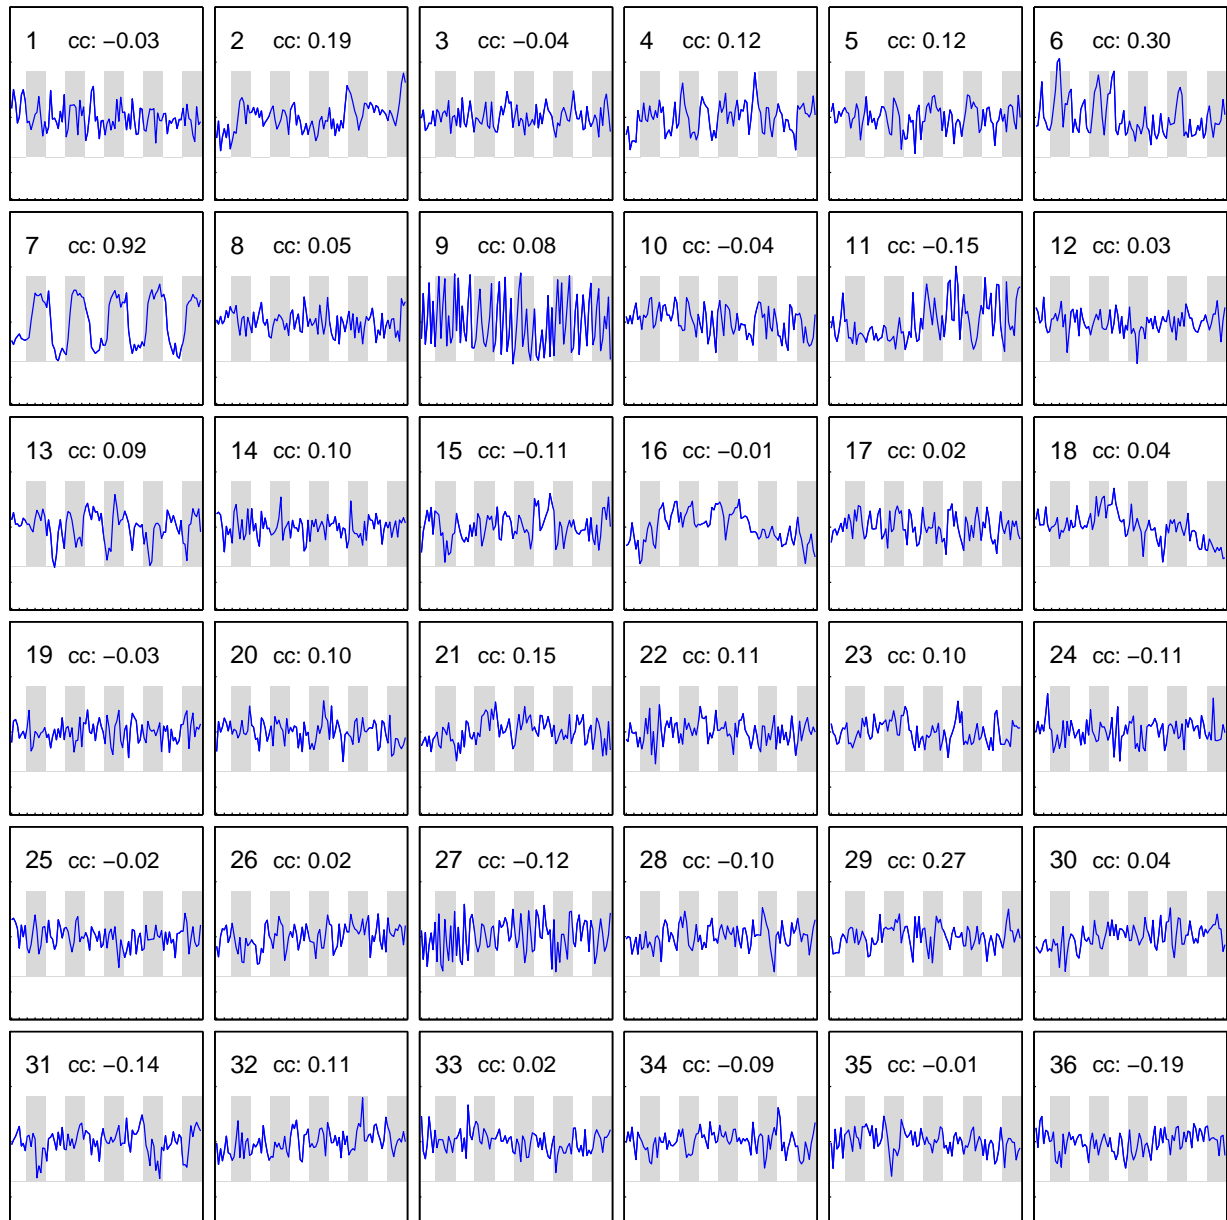 1 cc: −0.03 2 cc: 0.19 3 cc: −0.04 4 cc: 0.12 5 cc: 0.12 6 cc: 0.30
7 cc: 0.92 8 cc: 0.05 9 cc: 0.08 10 cc: −0.04 11 cc: −0.15 12 cc: 0.03
13 cc: 0.09 14 cc: 0.10 15 cc: −0.11 16 cc: −0.01 17 cc: 0.02 18 cc: 0.04
19 cc: −0.03 20 cc: 0.10 21 cc: 0.15 22 cc: 0.11 23 cc: 0.10 24 cc: −0.11
25 cc: −0.02 26 cc: 0.02 27 cc: −0.12 28 cc: −0.10 29 cc: 0.27 30 cc: 0.04
31 cc: −0.14 32 cc: 0.11 33 cc: 0.02 34 cc: −0.09 35 cc: −0.01 36 cc: −0.19